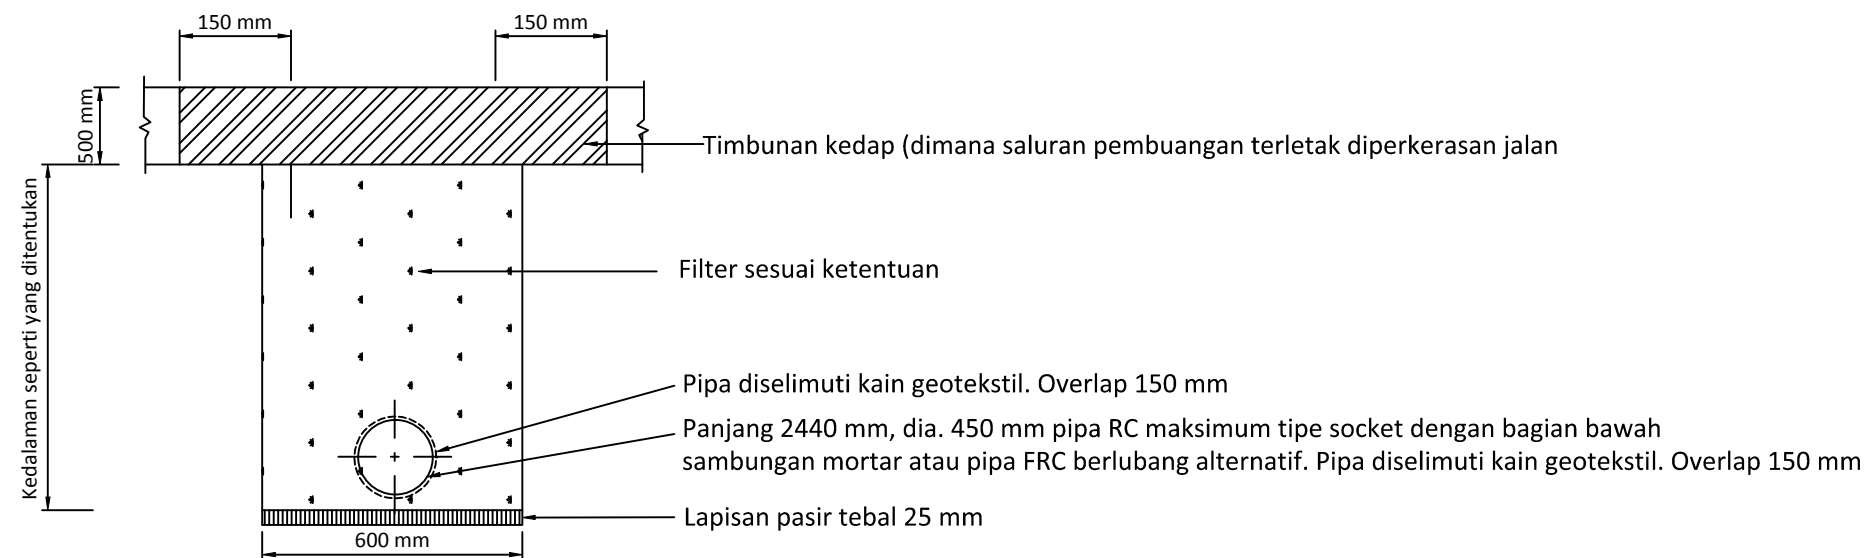 150 mm
150 mm
500 mm
Timbunan kedap (dimana saluran pembuangan terletak diperkerasan jalan
Kedalaman seperti yang ditentukan
Filter sesuai ketentuan
Pipa diselimuti kain geotekstil. Overlap 150 mm
Panjang 2440 mm, dia. 450 mm pipa RC maksimum tipe socket dengan bagian bawah
sambungan mortar atau pipa FRC berlubang alternatif. Pipa diselimuti kain geotekstil. Overlap 150 mm
Lapisan pasir tebal 25 mm
600 mm